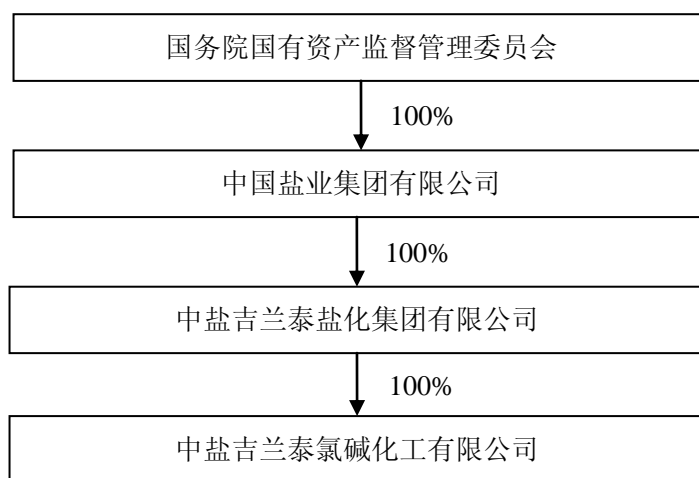 国务院国有资产监督管理委员会
100%
中国盐业集团有限公司
100%
中盐吉兰泰盐化集团有限公司
100%
中盐吉兰泰氯碱化工有限公司